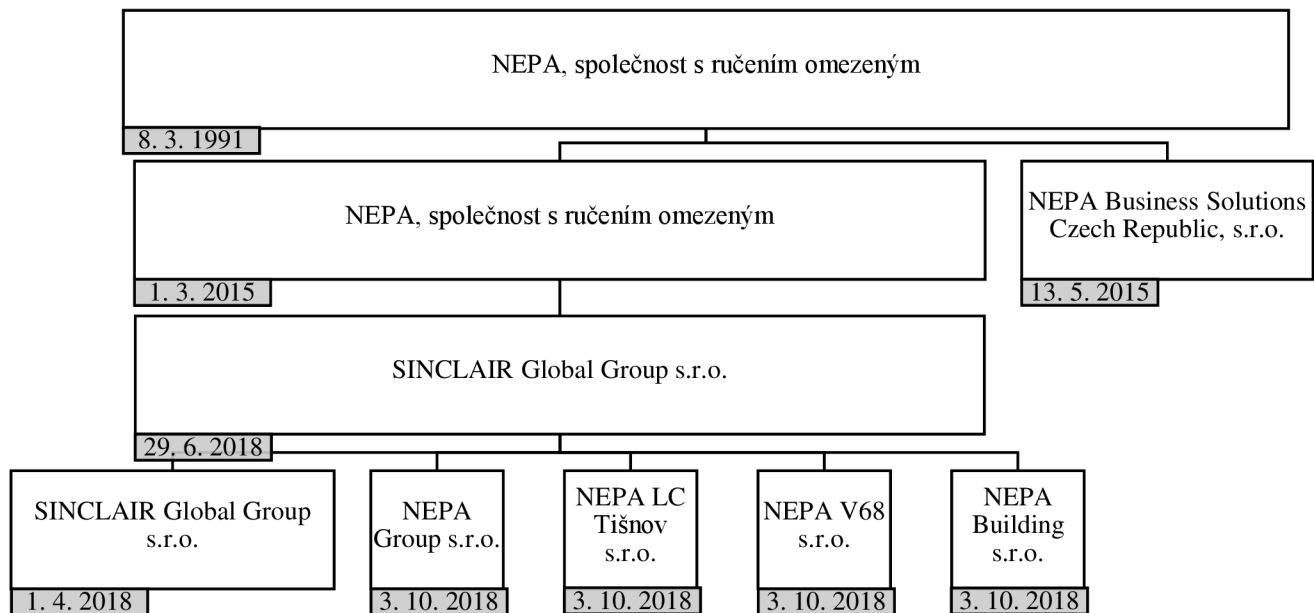 NEPA, společnost s ručením omezeným
8. 3. 1991
NEPA, společnost s ručením omezeným
1. 3. 2015
NEPA Business Solutions
Czech Republic, s.r.o.
13. 5. 2015
SINCLAIR Global Group s.r.o.
29. 6. 2018
SINCLAIR Global Group
s.r.o.
1. 4. 2018
NEPA
Group s.r.o.
3. 10. 2018
NEPA LC
Tišnov
s.r.o.
3. 10. 2018
NEPA V68
s.r.o.
3. 10. 2018
NEPA
Building
s.r.o.
3. 10. 2018